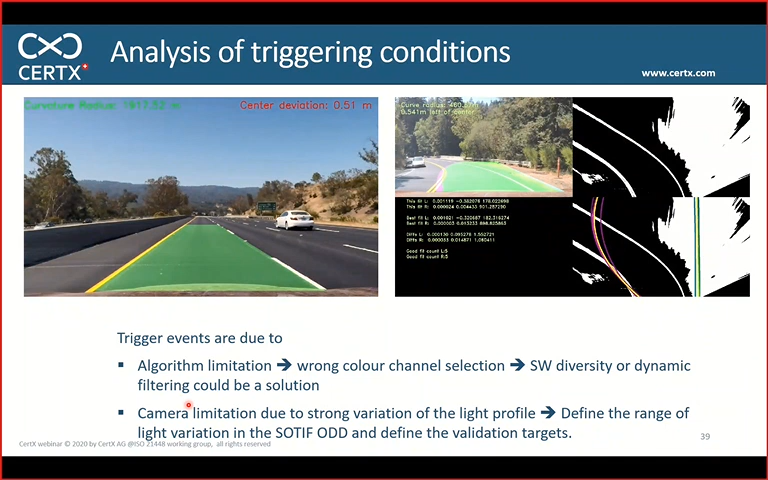 CERTX
Analysis of triggering conditions
www.certx.com
Curvature Radius: 1917.52 m
Center deviation: 0.51 m
0.541m left of center
Good fit count L:5
Good fit count R:5
Trigger events are due to
Algorithm limitation ➔ wrong colour channel selection ➔ SW diversity or dynamic
filtering could be a solution
Camera limitation due to strong variation of the light profile ➔ Define the range of
light variation in the SOTIF ODD and define the validation targets.
CertX webinar © 2020 by CertX AG @ISO 21448 working group, all rights reserved
39